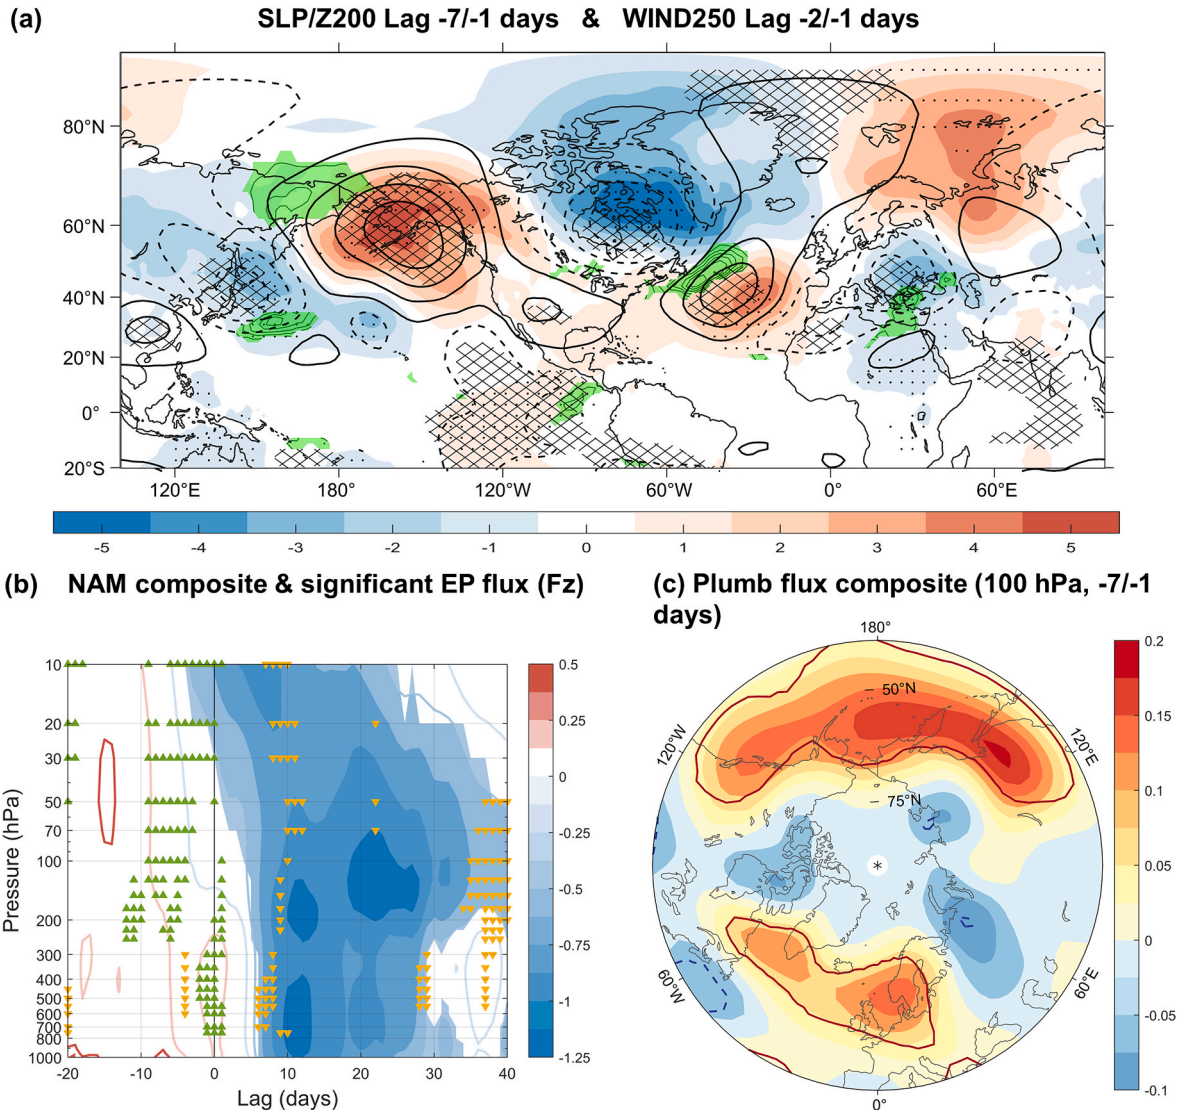 (a) SLP/Z200 Lag -7/-1 days & WIND250 Lag -2/-1 days
80°N
60°N
40°N
20°N
0°
20°S
120°E 180° 120°W 60°W 0° 60°E
-5 -4 -3 -2 -1 0 1 2 3 4 5
(b) NAM composite & significant EP flux (Fz)
10
20
30
50
70
100
200
300
400
500
600
700
800
1000
Pressure (hPa)
-20 -10 0 10 20 30 40
Lag (days)
0.5
0.25
0
-0.25
-0.5
-0.75
-1
-1.25
(c) Plumb flux composite (100 hPa, -7/-1
days)
180°
50°N
120°W
120°E
75°N
60°W
60°E
0°
0.2
0.15
0.1
0.05
0
-0.05
-0.1